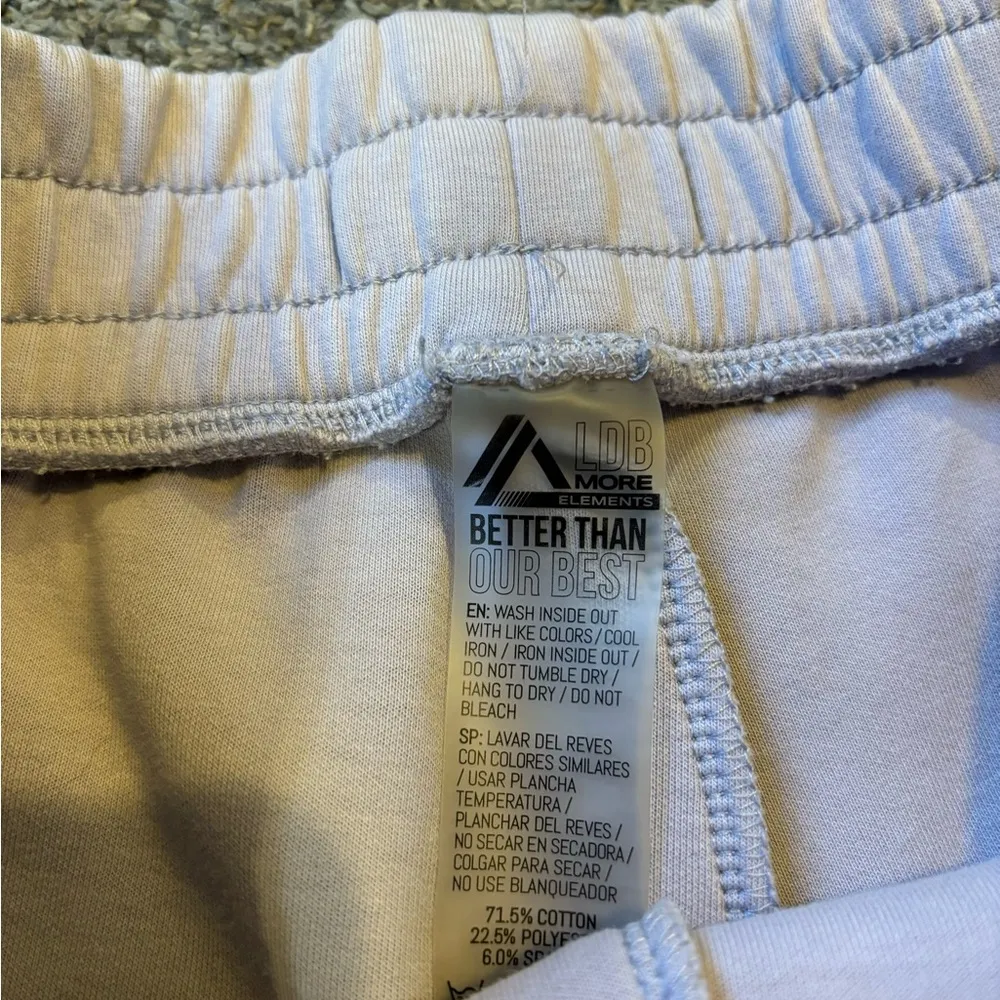 LDB
MORE
ELEMENTS
BETTER THAN
OUR BEST
EN: WASH INSIDE OUT
WITH LIKE COLORS / COOL
IRON / IRON INSIDE OUT /
DO NOT TUMBLE DRY /
HANG TO DRY / DO NOT
BLEACH
SP: LAVAR DEL REVES
CON COLORES SIMILARES
/ USAR PLANCHA
TEMPERATURA /
PLANCHAR DEL REVES /
NO SECAR EN SECADORA /
COLGAR PARA SECAR /
NO USE BLANQUEADOR
71.5% COTTON
22.5%
6.0%